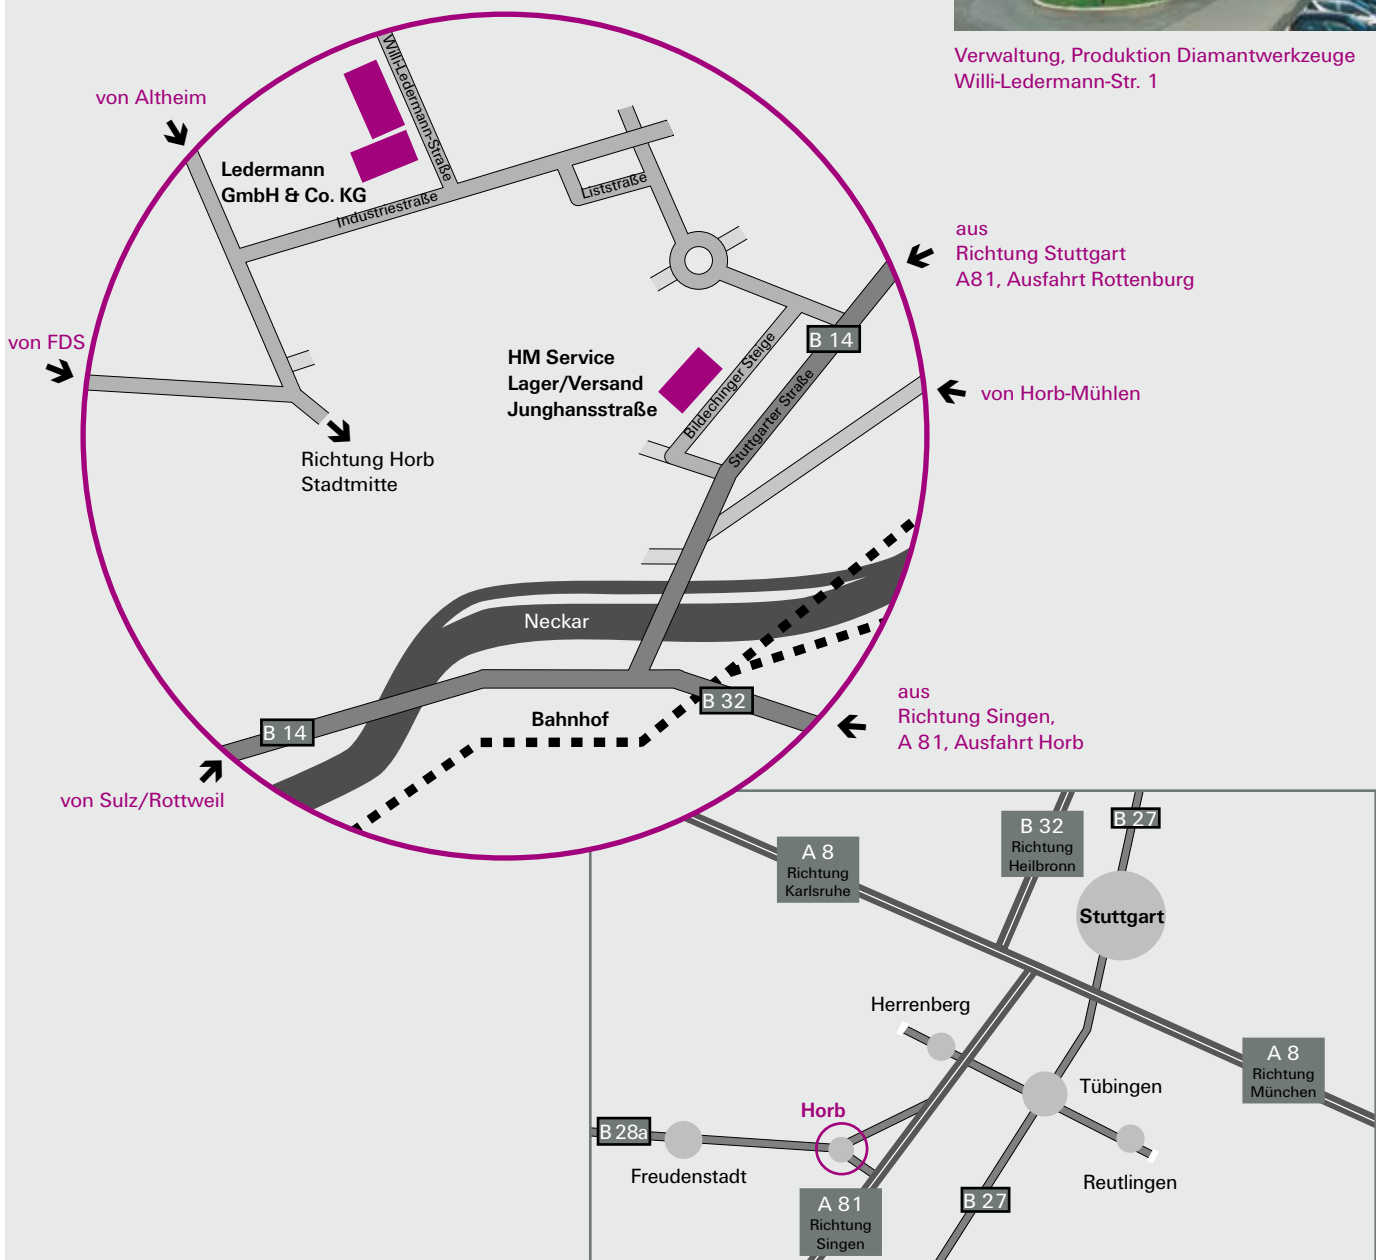 Verwaltung, Produktion Diamantwerkzeuge
Willi-Ledermann-Str. 1
von Altheim
Willi-Ledermann-Straße
Ledermann
GmbH & Co. KG
Industriestraße
Liststraße
aus
Richtung Stuttgart
A81, Ausfahrt Rottenburg
von FDS
B 14
HM Service
Lager/Versand
Junghansstraße
Bildechinger Steige
Stuttgarter Straße
von Horb-Mühlen
Richtung Horb
Stadtmitte
Neckar
B 32
aus
Richtung Singen,
A 81, Ausfahrt Horb
Bahnhof
B 14
von Sulz/Rottweil
A 8
Richtung
Karlsruhe
B 32
Richtung
Heilbronn
B 27
Stuttgart
Herrenberg
A 8
Richtung
München
Tübingen
Horb
B 28a
Freudenstadt
Reutlingen
A 81
Richtung
Singen
B 27